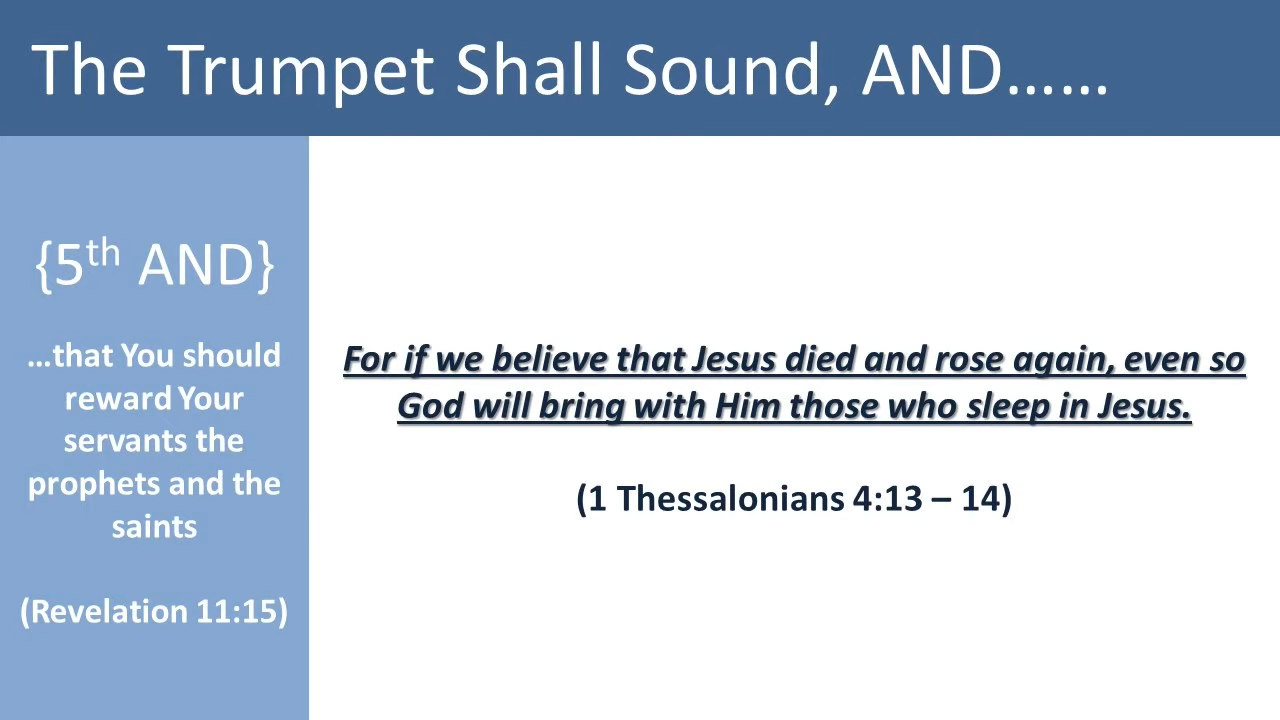 The Trumpet Shall Sound, AND……
{5th AND}
…that You should
reward Your
servants the
prophets and the
saints
(Revelation 11:15)
For if we believe that Jesus died and rose again, even so
God will bring with Him those who sleep in Jesus.
(1 Thessalonians 4:13 – 14)